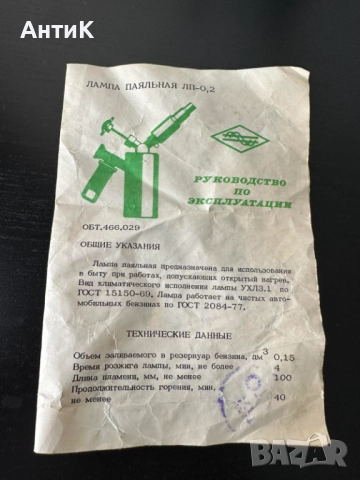 АнтиК
ЛАМПА ПАЯЛЬНАЯ ЛП-0,2
РУКОВОДСТВО
ПО
ЭКСПЛУАТАЦИИ
ОБТ.466.029
ОБЩИЕ УКАЗАНИЯ
Лампа паяльная предназначена для использования
в быту при работах, допускающих открытый нагрев.
Вид климатического исполнения лампы УХЛ3.1 по
ГОСТ 15150-69. Лампа работает на чистых авто-
мобильных бензинах по ГОСТ 2084-77.
ТЕХНИЧЕСКИЕ ДАННЫЕ
Объем заливаемого в резервуар бензина, дм³ 0,15
Время розжига лампы, мин, не более 4
Длина пламени, мм, не менее 100
Продолжительность горения, мин,
не менее 40
bazar.bg